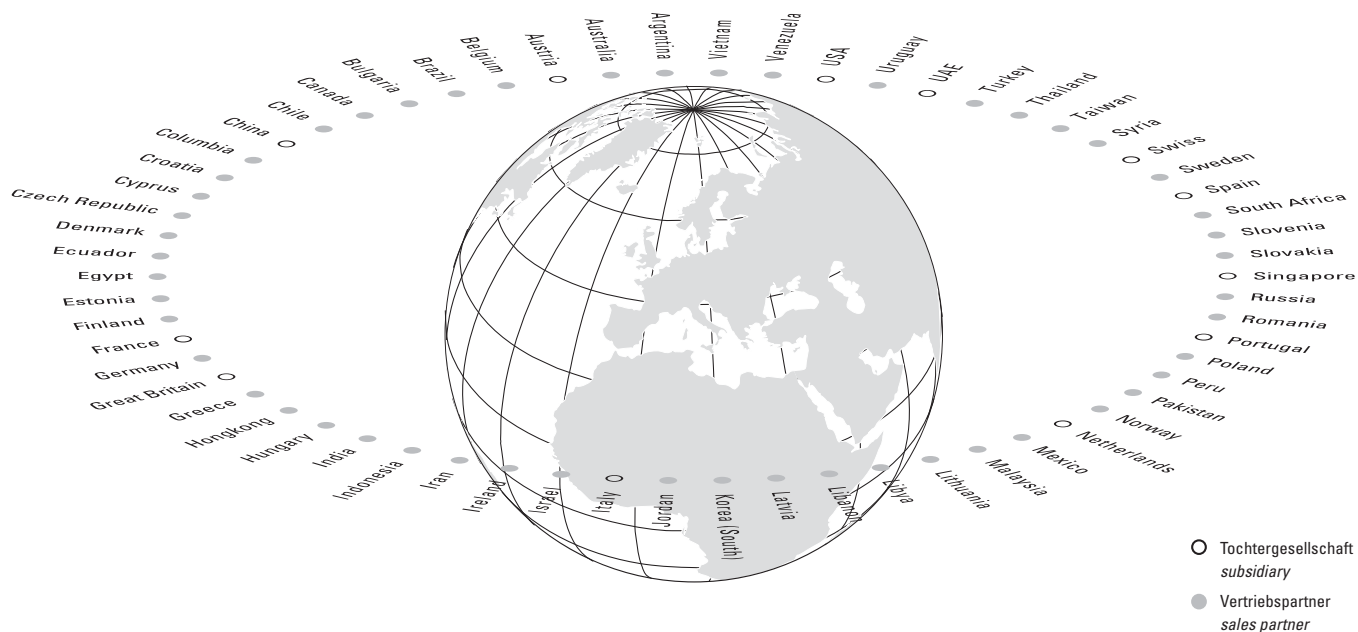 Argentina
Australia
Austria
Belgium
Brazil
Bulgaria
Canada
Chile
China
Columbia
Croatia
Cyprus
Czech Republic
Denmark
Ecuador
Egypt
Estonia
Finland
France
Germany
Great Britain
Greece
Hongkong
Hungary
India
Indonesia
Iran
Ireland
Israel
Italy
Jordan
Korea (South)
Latvia
Libanon
Libya
Lithuania
Malaysia
Mexico
Netherlands
Norway
Pakistan
Peru
Poland
Portugal
Romania
Russia
Singapore
Slovakia
Slovenia
South Africa
Spain
Sweden
Swiss
Syria
Taiwan
Thailand
Turkey
UAE
Uruguay
USA
Venezuela
Vietnam
Tochtergesellschaft
subsidiary
Vertriebspartner
sales partner